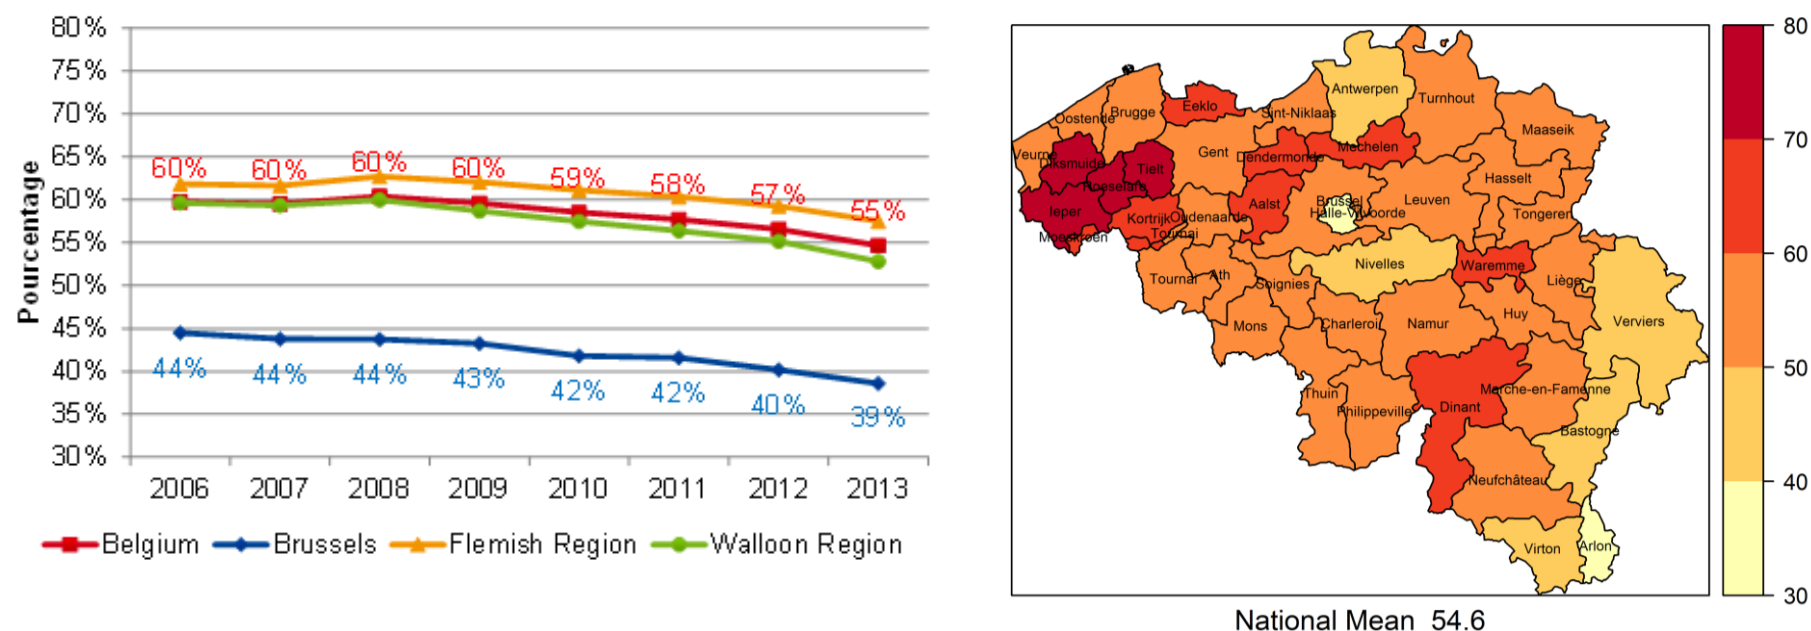 80%
75%
70%
65%
60%
55%
50%
45%
40%
35%
30%
Pourcentage
60% 60% 60% 60% 59% 58% 57% 55%
44% 44% 44% 43% 42% 42% 40% 39%
2006 2007 2008 2009 2010 2011 2012 2013
Belgium Brussels Flemish Region Walloon Region
Antwerpen
Turnhout
Eeklo
Brugge
Sint-Niklaas
Oostende
Maaseik
Mechelen
Veurne
Gent
Dendermonde
Diksmuide
Tielt
Hasselt
Roeselare
Brussel
Leuven
Aalst
Ieper
Halle-Vilvoorde
Kortrijk
Oudenaarde
Tongeren
Moeskroen
Tournai
Nivelles
Waremme
Tournai
Ath
Soignies
Liège
Mons
Charleroi
Namur
Huy
Verviers
Thuin
Marche-en-Famenne
Philippeville
Dinant
Bastogne
Neufchâteau
Virton
Arlon
80
70
60
50
40
30
National Mean 54.6